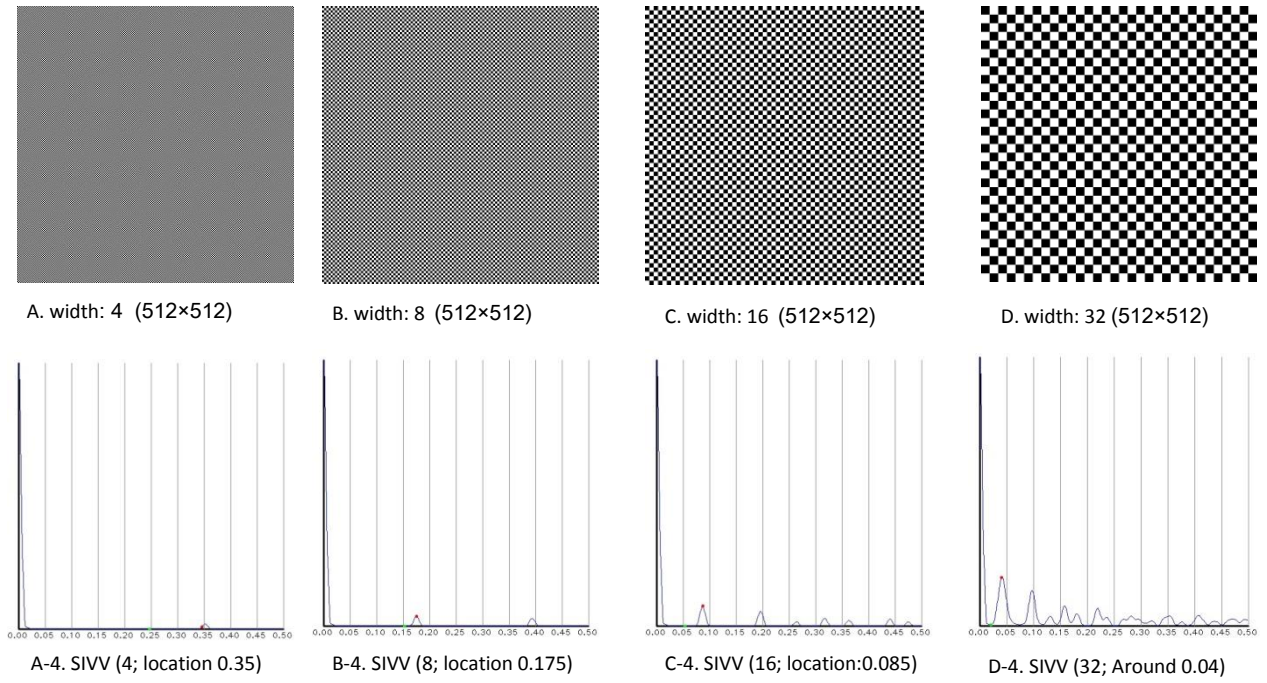 A. width: 4 (512×512)
B. width: 8 (512×512)
C. width: 16 (512×512)
D. width: 32 (512×512)
0.00 0.05 0.10 0.15 0.20 0.25 0.30 0.35 0.40 0.45 0.50
0.00 0.05 0.10 0.15 0.20 0.25 0.30 0.35 0.40 0.45 0.50
0.00 0.05 0.10 0.15 0.20 0.25 0.30 0.35 0.40 0.45 0.50
0.00 0.05 0.10 0.15 0.20 0.25 0.30 0.35 0.40 0.45 0.50
A-4. SIVV (4; location 0.35)
B-4. SIVV (8; location 0.175)
C-4. SIVV (16; location:0.085)
D-4. SIVV (32; Around 0.04)